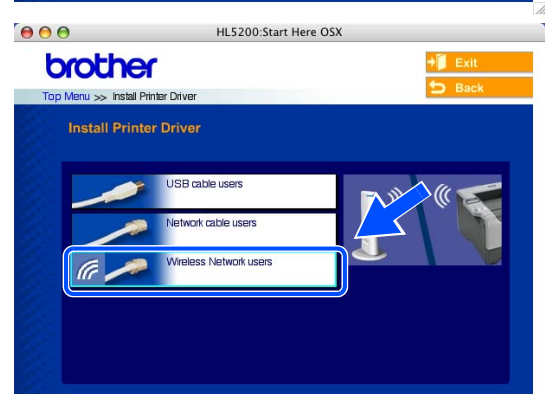 HL5200:Start Here OSX
brother
Exit
Back
Top Menu >> Install Printer Driver
Install Printer Driver
USB cable users
Network cable users
Wireless Network users